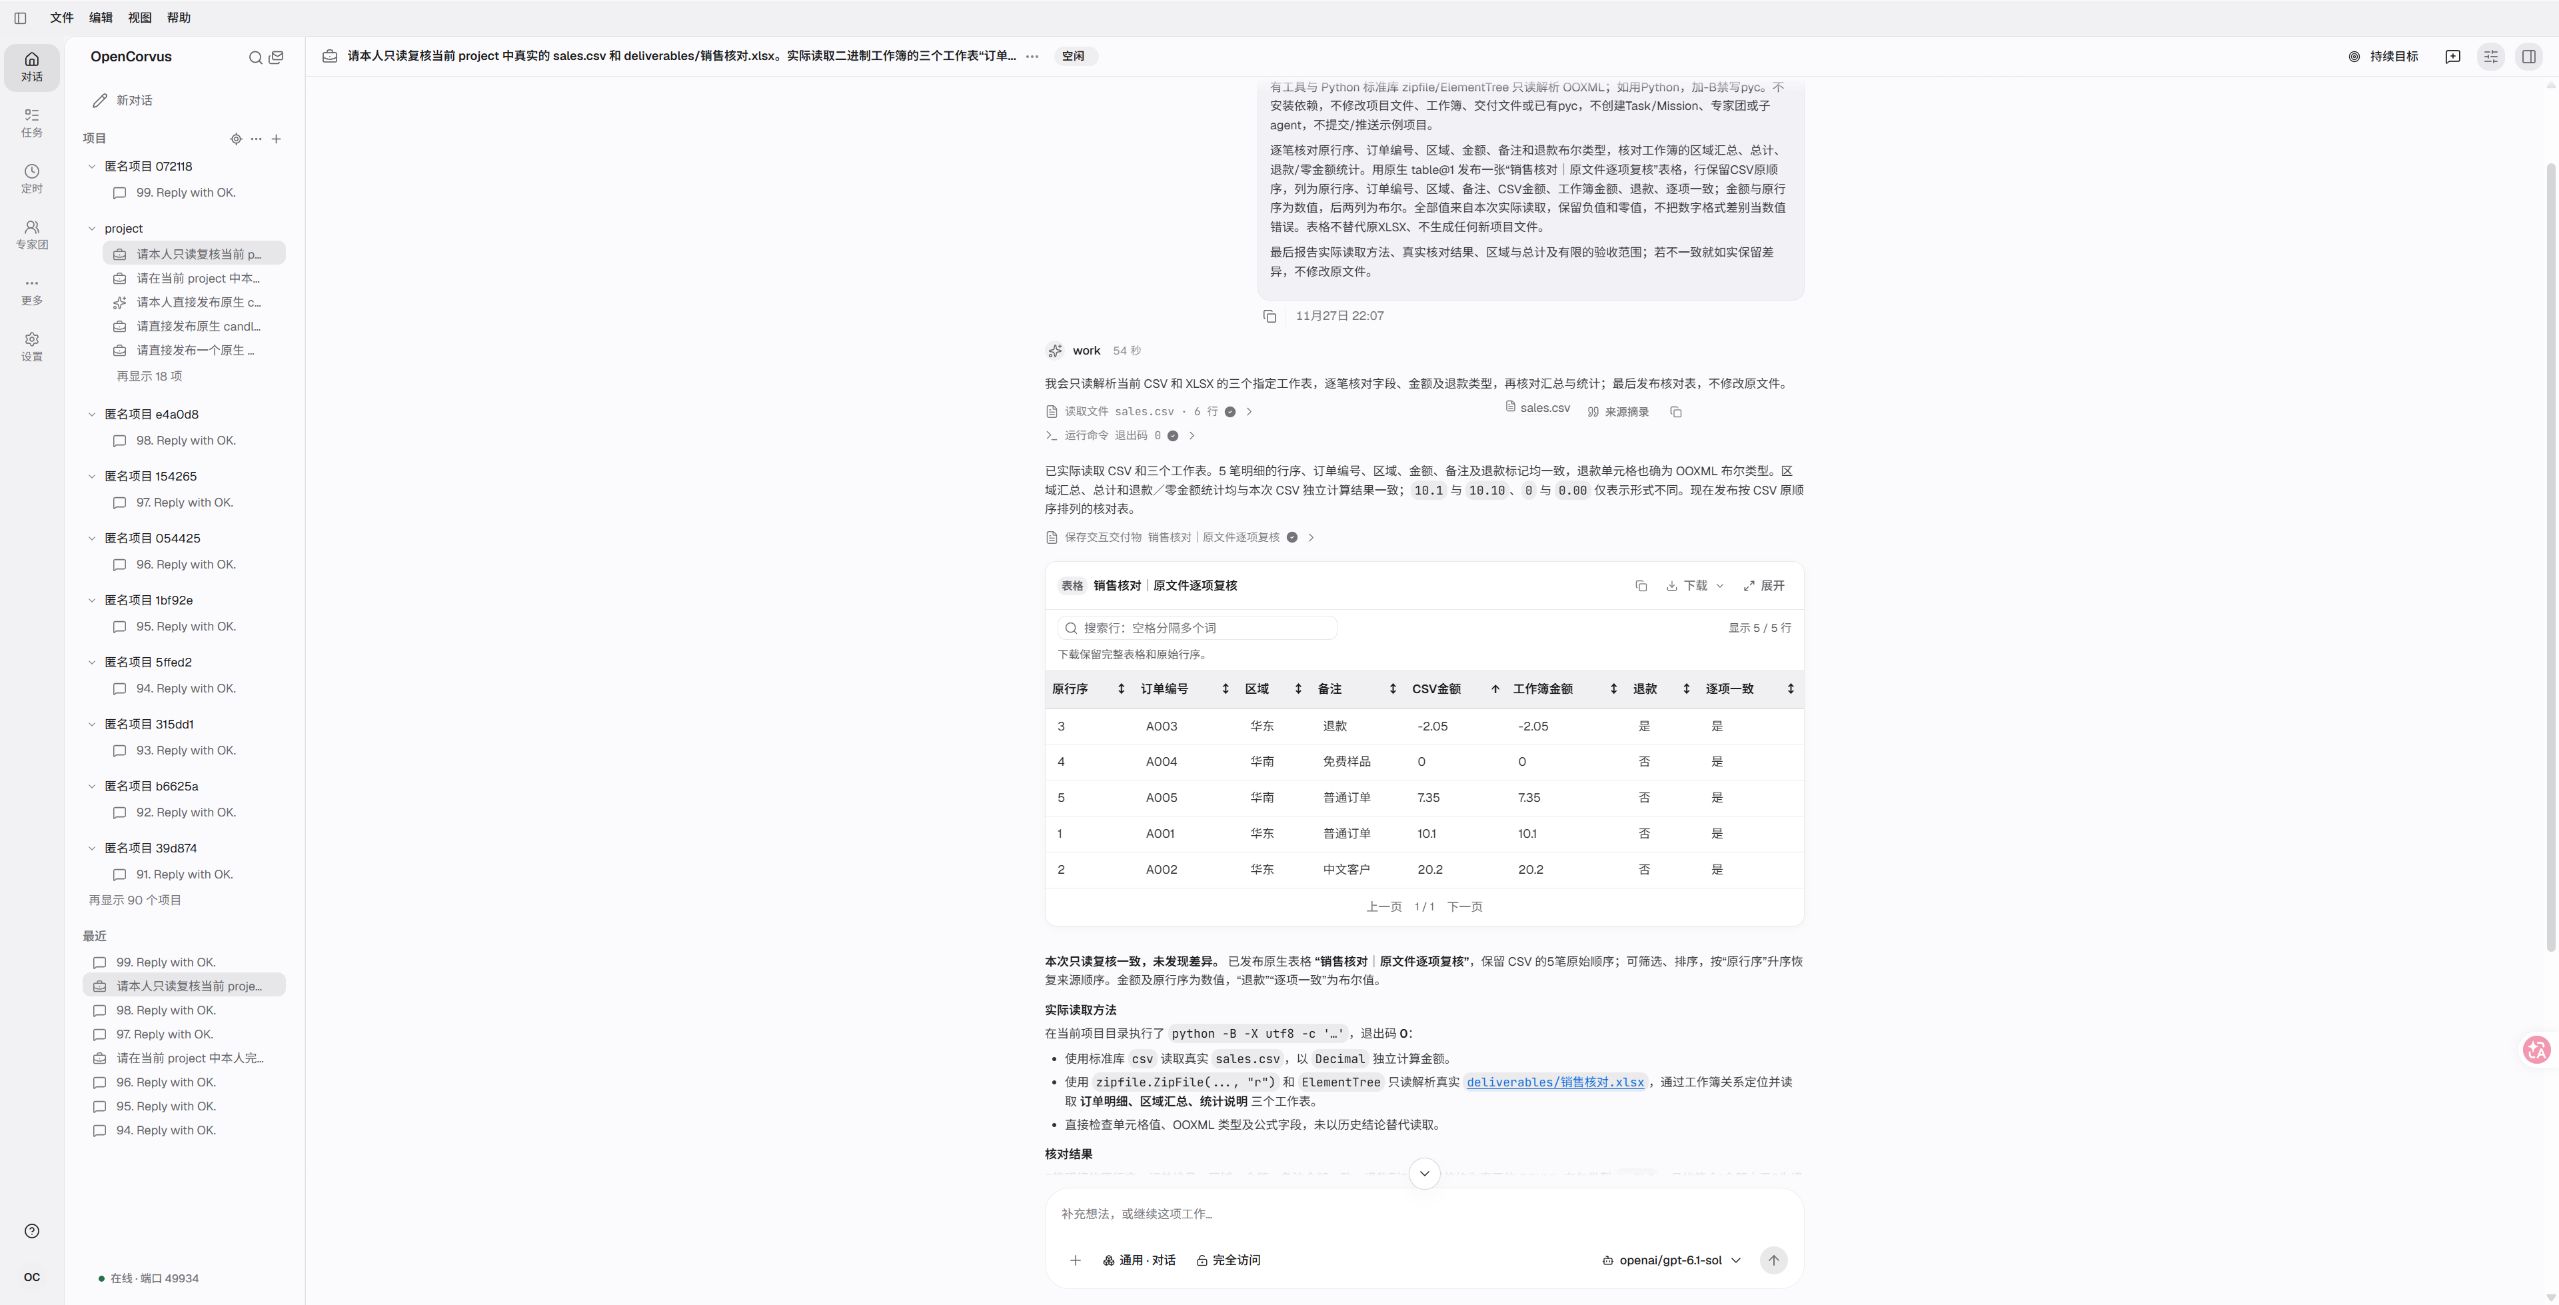 文件 编辑 视图 帮助
对话
任务
定时
专家团
更多
设置
OC
OpenCorvus
新对话
项目
匿名项目 072118
99. Reply with OK.
project
请本人只读复核当前 p...
请在当前 project 中本...
请本人直接发布原生 c...
请直接发布原生 candl...
请直接发布一个原生 ...
再显示 18 项
匿名项目 e4a0d8
98. Reply with OK.
匿名项目 154265
97. Reply with OK.
匿名项目 054425
96. Reply with OK.
匿名项目 1bf92e
95. Reply with OK.
匿名项目 5ffed2
94. Reply with OK.
匿名项目 315dd1
93. Reply with OK.
匿名项目 b6625a
92. Reply with OK.
匿名项目 39d874
91. Reply with OK.
再显示 90 个项目
最近
99. Reply with OK.
请本人只读复核当前 proje...
98. Reply with OK.
97. Reply with OK.
请在当前 project 中本人完...
96. Reply with OK.
95. Reply with OK.
94. Reply with OK.
在线 · 端口 49934
请本人只读复核当前 project 中真实的 sales.csv 和 deliverables/销售核对.xlsx。实际读取二进制工作簿的三个工作表“订单... 空闲 持续目标
有工具与 Python 标准库 zipfile/ElementTree 只读解析 OOXML；如用Python，加-B禁写pyc。不
安装依赖，不修改项目文件、工作簿、交付文件或已有pyc，不创建Task/Mission、专家团或子
agent，不提交/推送示例项目。
逐笔核对原行序、订单编号、区域、金额、备注和退款布尔类型，核对工作簿的区域汇总、总计、
退款/零金额统计。用原生 table@1 发布一张“销售核对｜原文件逐项复核”表格，行保留CSV原顺
序，列为原行序、订单编号、区域、备注、CSV金额、工作簿金额、退款、逐项一致；金额与原行
序为数值，后两列为布尔。全部值来自本次实际读取，保留负值和零值，不把数字格式差别当数值
错误。表格不替代原XLSX、不生成任何新项目文件。
最后报告实际读取方法、真实核对结果、区域与总计及有限的验收范围；若不一致就如实保留差
异，不修改原文件。
11月27日 22:07
work 54 秒
我会只读解析当前 CSV 和 XLSX 的三个指定工作表，逐笔核对字段、金额及退款类型，再核对汇总与统计；最后发布核对表，不修改原文件。
读取文件 sales.csv · 6 行 sales.csv 来源摘录
运行命令 退出码 0
已实际读取 CSV 和三个工作表。5 笔明细的行序、订单编号、区域、金额、备注及退款标记均一致，退款单元格也确为 OOXML 布尔类型。区
域汇总、总计和退款／零金额统计均与本次 CSV 独立计算结果一致；10.1 与 10.10、0 与 0.00 仅表示形式不同。现在发布按 CSV 原顺
序排列的核对表。
保存交互交付物 销售核对｜原文件逐项复核
表格 销售核对｜原文件逐项复核 下载 展开
搜索行：空格分隔多个词 显示 5 / 5 行
下载保留完整表格和原始行序。
原行序 订单编号 区域 备注 CSV金额 工作簿金额 退款 逐项一致
3 A003 华东 退款 -2.05 -2.05 是 是
4 A004 华南 免费样品 0 0 否 是
5 A005 华南 普通订单 7.35 7.35 否 是
1 A001 华东 普通订单 10.1 10.1 否 是
2 A002 华东 中文客户 20.2 20.2 否 是
上一页 1 / 1 下一页
本次只读复核一致，未发现差异。 已发布原生表格 “销售核对｜原文件逐项复核”，保留 CSV 的5笔原始顺序；可筛选、排序，按“原行序”升序恢
复来源顺序。金额及原行序为数值，“退款”“逐项一致”为布尔值。
实际读取方法
在当前项目目录执行了 python -B -X utf8 -c '…'，退出码 0：
• 使用标准库 csv 读取真实 sales.csv，以 Decimal 独立计算金额。
• 使用 zipfile.ZipFile(..., "r") 和 ElementTree 只读解析真实 deliverables/销售核对.xlsx，通过工作簿关系定位并读
取 订单明细、区域汇总、统计说明 三个工作表。
• 直接检查单元格值、OOXML 类型及公式字段，未以历史结论替代读取。
核对结果
补充想法，或继续这项工作...
通用 · 对话 完全访问 openai/gpt-6.1-sol